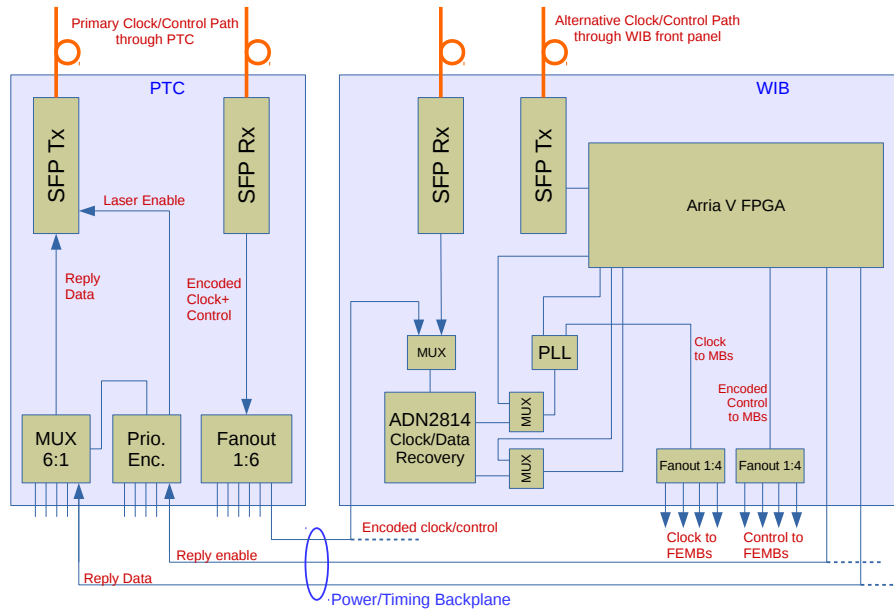 Primary Clock/Control Path
through PTC
Alternative Clock/Control Path
through WIB front panel
PTC
WIB
SFP Tx
SFP Rx
SFP Rx
SFP Tx
Arria V FPGA
Laser Enable
Reply
Data
Encoded
Clock+
Control
MUX
PLL
Clock
to MBs
Encoded
Control
to MBs
MUX
6:1
Prio.
Enc.
Fanout
1:6
ADN2814
Clock/Data
Recovery
MUX
MUX
Fanout 1:4
Fanout 1:4
Encoded clock/control
Clock to
FEMBs
Control to
FEMBs
Reply enable
Reply Data
Power/Timing Backplane